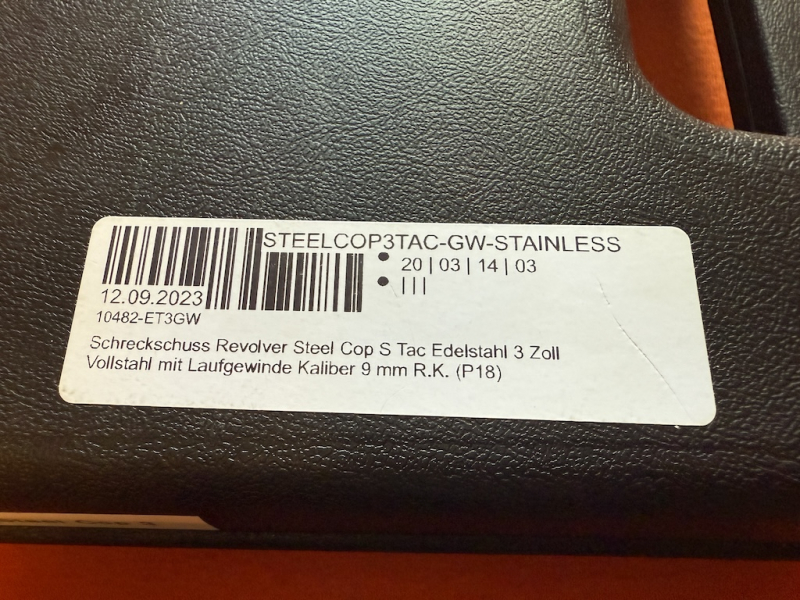 STEELCOP3TAC-GW-STAINLESS
20 | 03 | 14 | 03
| | |
12.09.2023
10482-ET3GW
Schreckschuss Revolver Steel Cop S Tac Edelstahl 3 Zoll
Vollstahl mit Laufgewinde Kaliber 9 mm R.K. (P18)